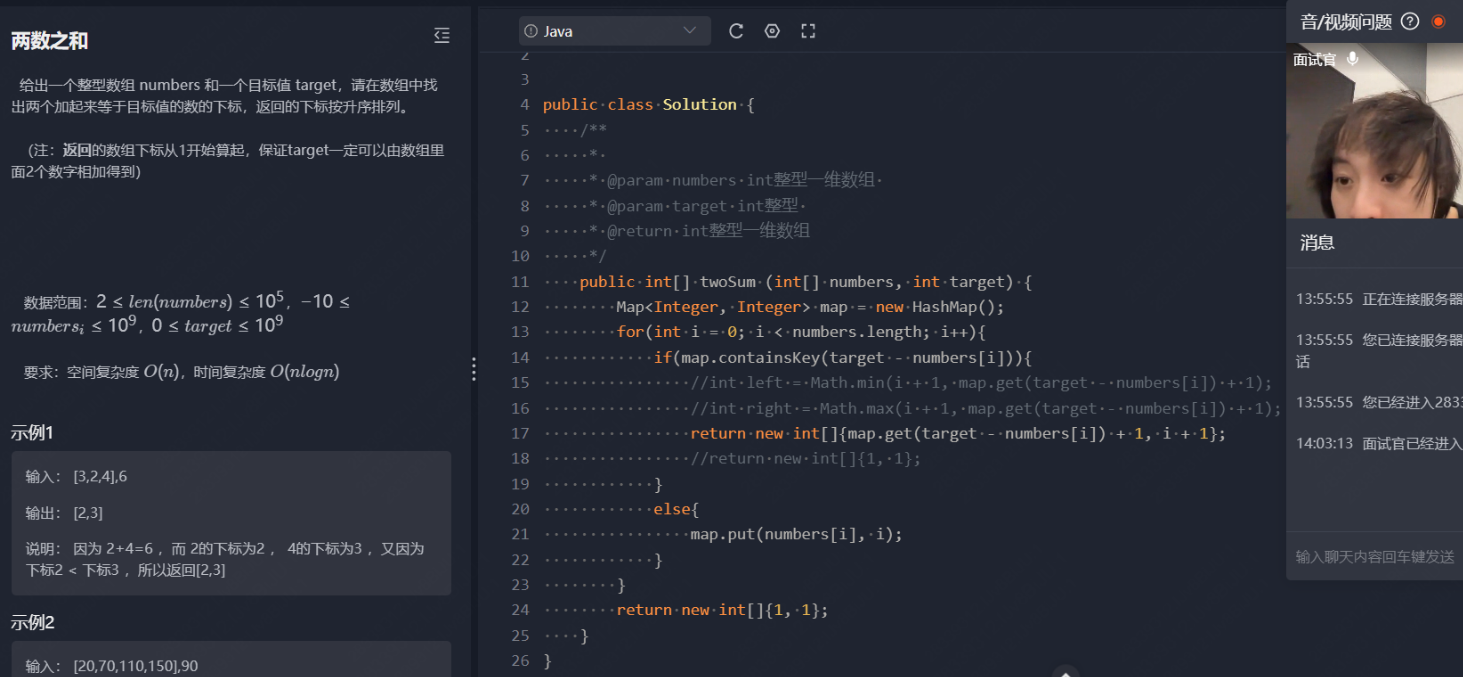 两数之和
给出一个整型数组 numbers 和一个目标值 target，请在数组中找
出两个加起来等于目标值的数的下标，返回的下标按升序排列。
（注：返回的数组下标从1开始算起，保证target一定可以由数组里
面2个数字相加得到）
数据范围：2 ≤ len(numbers) ≤ 10^5，−10 ≤
numbers_i ≤ 10^9，0 ≤ target ≤ 10^9
要求：空间复杂度 O(n)，时间复杂度 O(nlogn)
示例1
输入： [3,2,4],6
输出： [2,3]
说明： 因为 2+4=6 ，而 2的下标为2 ， 4的下标为3 ，又因为
下标2 < 下标3 ，所以返回[2,3]
示例2
输入： [20,70,110,150],90
Java
2
3
4 public class Solution {
5 /**
6 *
7 * @param numbers int整型一维数组
8 * @param target int整型
9 * @return int整型一维数组
10 */
11 public int[] twoSum (int[] numbers, int target) {
12 Map<Integer, Integer> map = new HashMap();
13 for(int i = 0; i < numbers.length; i++){
14 if(map.containsKey(target - numbers[i])){
15 //int left = Math.min(i + 1, map.get(target - numbers[i]) + 1);
16 //int right = Math.max(i + 1, map.get(target - numbers[i]) + 1);
17 return new int[]{map.get(target - numbers[i]) + 1, i + 1};
18 //return new int[]{1, 1};
19 }
20 else{
21 map.put(numbers[i], i);
22 }
23 }
24 return new int[]{1, 1};
25 }
26 }
音/视频问题
面试官
消息
13:55:55 正在连接服务器
13:55:55 您已连接服务器
话
13:55:55 您已经进入2833
14:03:13 面试官已经进入
输入聊天内容回车键发送